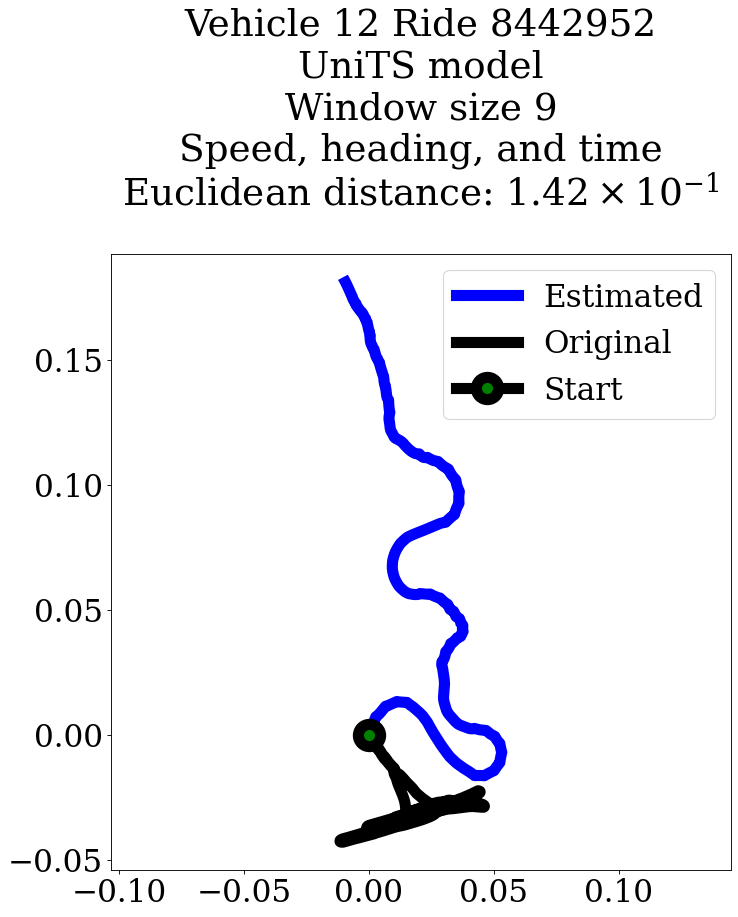 Vehicle 12 Ride 8442952
UniTS model
Window size 9
Speed, heading, and time
Euclidean distance: 1.42 × 10⁻¹
Estimated
Original
Start
0.15
0.10
0.05
0.00
−0.05
−0.10 −0.05 0.00 0.05 0.10